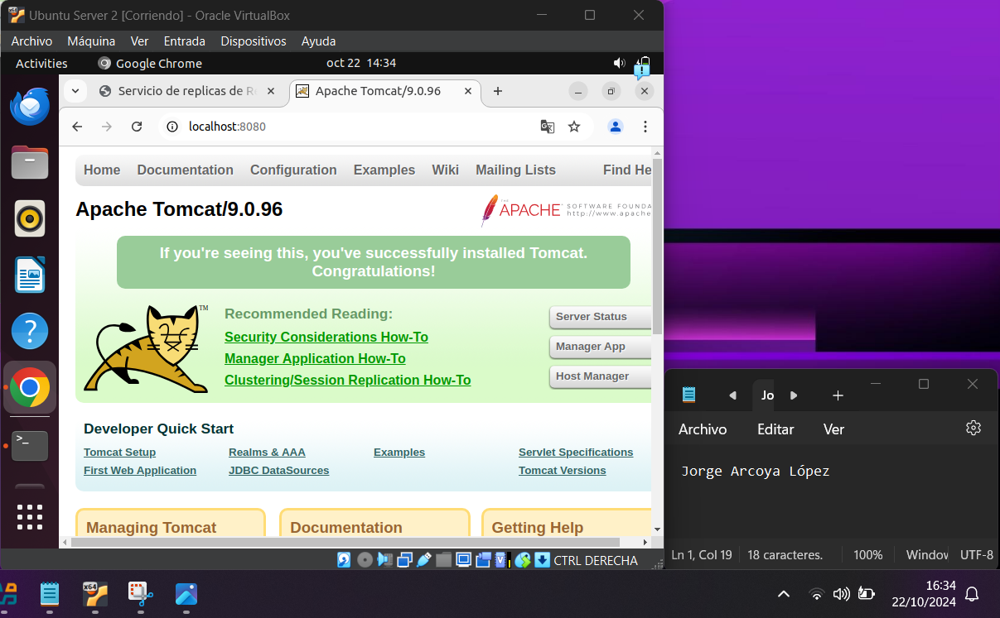 Ubuntu Server 2 [Corriendo] - Oracle VirtualBox
Archivo Máquina Ver Entrada Dispositivos Ayuda
Activities Google Chrome oct 22 14:34
Servicio de replicas de R Apache Tomcat/9.0.96
localhost:8080
Home Documentation Configuration Examples Wiki Mailing Lists Find He
Apache Tomcat/9.0.96
THE
APACHE SOFTWARE FOUNDA
http://www.apache
If you're seeing this, you've successfully installed Tomcat.
Congratulations!
TM
Recommended Reading:
Security Considerations How-To
Manager Application How-To
Clustering/Session Replication How-To
Server Status
Manager App
Host Manager
Developer Quick Start
Tomcat Setup Realms & AAA Examples Servlet Specifications
First Web Application JDBC DataSources Tomcat Versions
Managing Tomcat Documentation Getting Help
CTRL DERECHA
Jo
Archivo Editar Ver
Jorge Arcoya López
Ln 1, Col 19 18 caracteres. 100% Window UTF-8
x64
16:34
22/10/2024